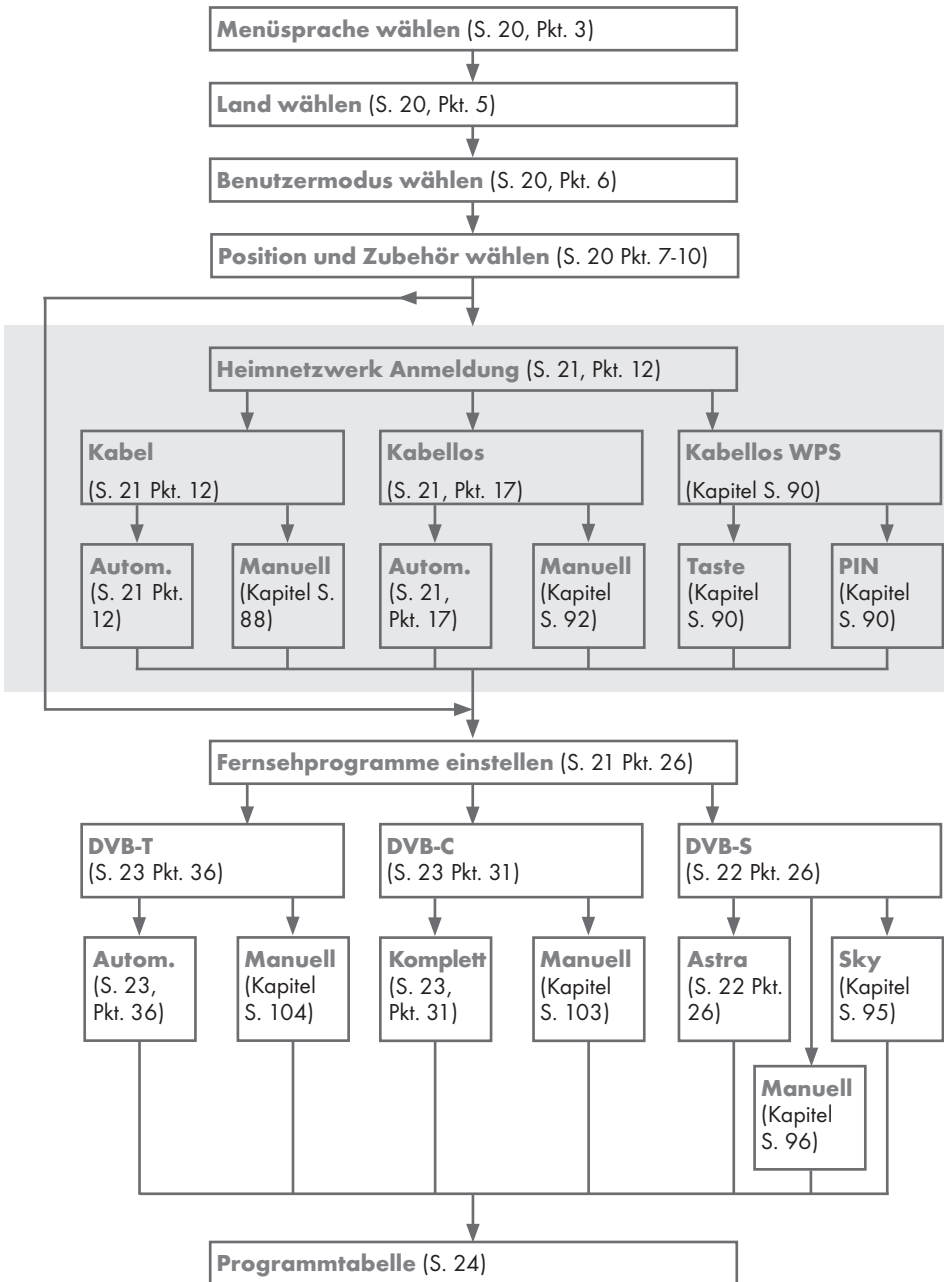 Menüsprache wählen (S. 20, Pkt. 3)
Land wählen (S. 20, Pkt. 5)
Benutzermodus wählen (S. 20, Pkt. 6)
Position und Zubehör wählen (S. 20 Pkt. 7-10)
Heimnetzwerk Anmeldung (S. 21, Pkt. 12)
Kabel
(S. 21 Pkt. 12)
Kabellos
(S. 21, Pkt. 17)
Kabellos WPS
(Kapitel S. 90)
Autom.
(S. 21 Pkt.
12)
Manuell
(Kapitel S.
88)
Autom.
(S. 21,
Pkt. 17)
Manuell
(Kapitel
S. 92)
Taste
(Kapitel
S. 90)
PIN
(Kapitel
S. 90)
Fernsehprogramme einstellen (S. 21 Pkt. 26)
DVB-T
(S. 23 Pkt. 36)
DVB-C
(S. 23 Pkt. 31)
DVB-S
(S. 22 Pkt. 26)
Autom.
(S. 23,
Pkt. 36)
Manuell
(Kapitel
S. 104)
Komplett
(S. 23,
Pkt. 31)
Manuell
(Kapitel
S. 103)
Astra
(S. 22 Pkt.
26)
Sky
(Kapitel
S. 95)
Manuell
(Kapitel
S. 96)
Programmtabelle (S. 24)